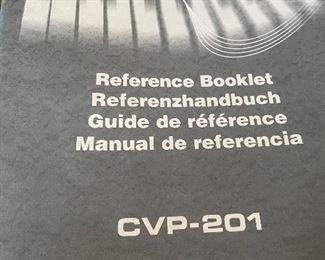 Reference Booklet
Referenzhandbuch
Guide de référence
Manual de referencia
CVP-201